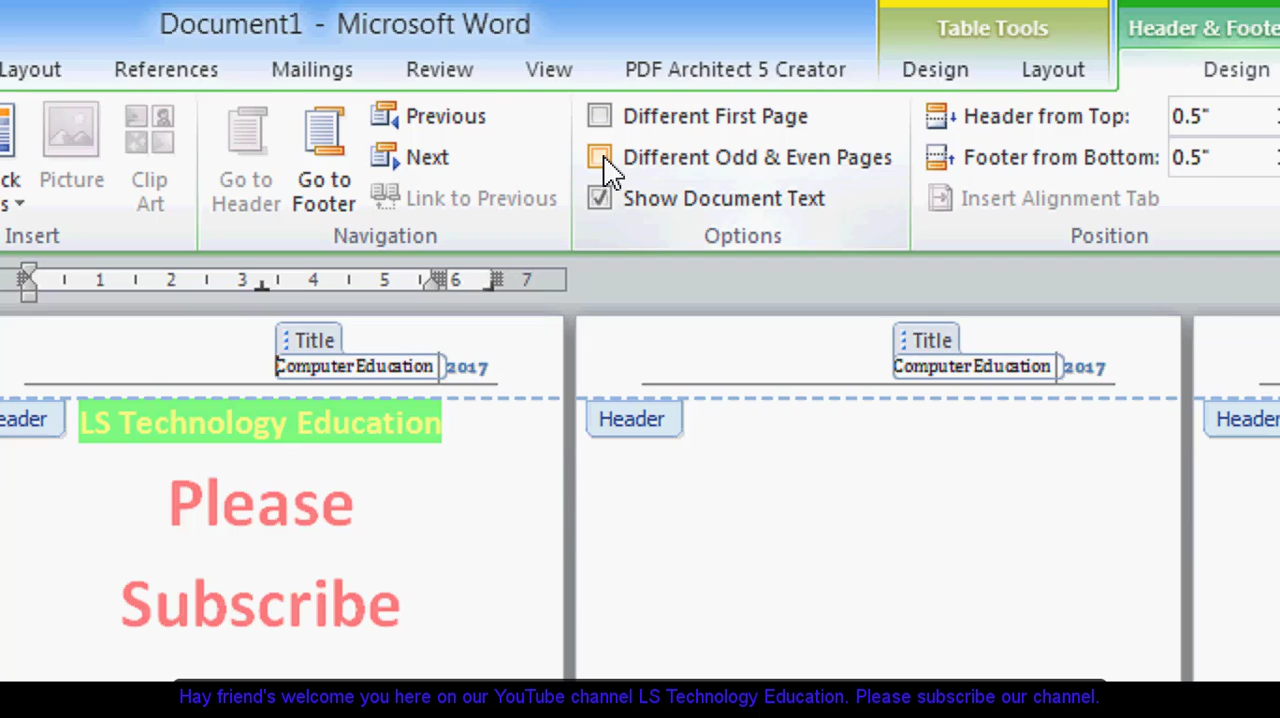 Document1 - Microsoft Word
Table Tools
Header & Foote
Layout
References
Mailings
Review
View
PDF Architect 5 Creator
Design
Layout
Design
ck
s
Picture
Clip
Art
Insert
Go to
Header
Go to
Footer
Previous
Next
Link to Previous
Navigation
Different First Page
Different Odd & Even Pages
Show Document Text
Options
Header from Top: 0.5"
Footer from Bottom: 0.5"
Insert Alignment Tab
Position
1 2 3 4 5 6 7
Title
Computer Education 2017
Title
Computer Education 2017
eader
LS Technology Education
Header
Header
Please
Subscribe
Hay friend's welcome you here on our YouTube channel LS Technology Education. Please subscribe our channel.